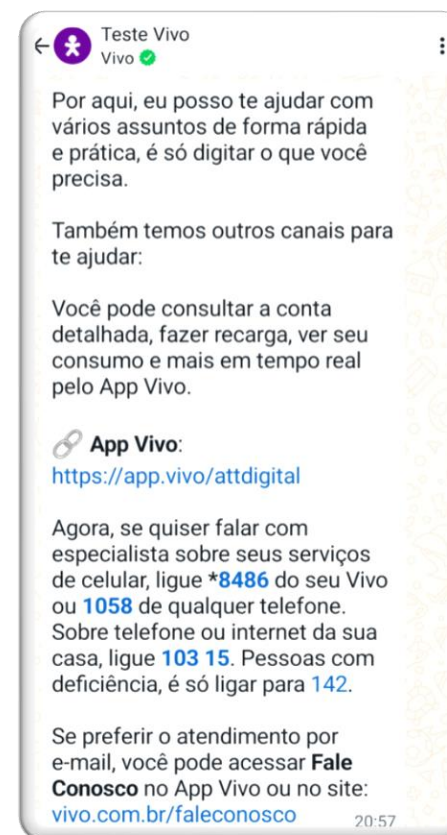 Teste Vivo
Vivo
Por aqui, eu posso te ajudar com
vários assuntos de forma rápida
e prática, é só digitar o que você
precisa.
Também temos outros canais para
te ajudar:
Você pode consultar a conta
detalhada, fazer recarga, ver seu
consumo e mais em tempo real
pelo App Vivo.
App Vivo:
https://app.vivo/attdigital
Agora, se quiser falar com
especialista sobre seus serviços
de celular, ligue *8486 do seu Vivo
ou 1058 de qualquer telefone.
Sobre telefone ou internet da sua
casa, ligue 103 15. Pessoas com
deficiência, é só ligar para 142.
Se preferir o atendimento por
e-mail, você pode acessar Fale
Conosco no App Vivo ou no site:
vivo.com.br/faleconosco
20:57